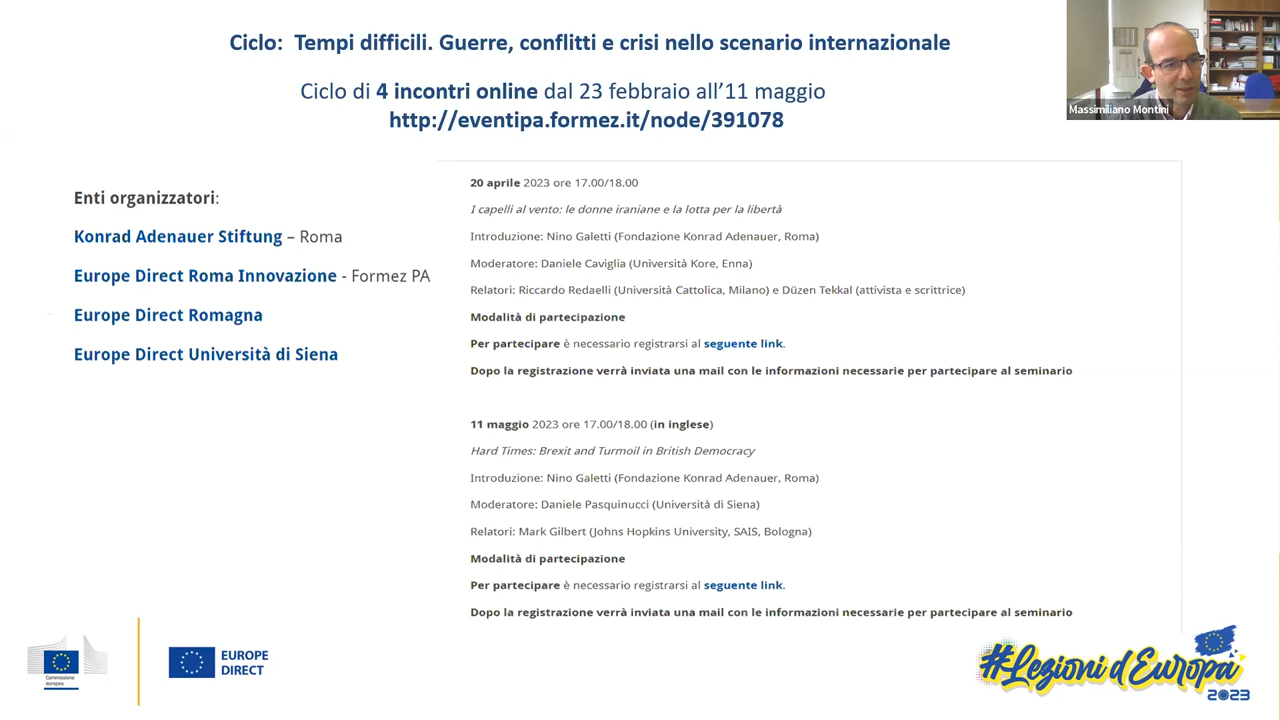 Ciclo: Tempi difficili. Guerre, conflitti e crisi nello scenario internazionale
Ciclo di 4 incontri online dal 23 febbraio all'11 maggio
http://eventipa.formez.it/node/391078
Massimiliano Montini
Enti organizzatori:
Konrad Adenauer Stiftung – Roma
Europe Direct Roma Innovazione - Formez PA
Europe Direct Romagna
Europe Direct Università di Siena
20 aprile 2023 ore 17.00/18.00
I capelli al vento: le donne iraniane e la lotta per la libertà
Introduzione: Nino Galetti (Fondazione Konrad Adenauer, Roma)
Moderatore: Daniele Caviglia (Università Kore, Enna)
Relatori: Riccardo Redaelli (Università Cattolica, Milano) e Düzen Tekkal (attivista e scrittrice)
Modalità di partecipazione
Per partecipare è necessario registrarsi al seguente link.
Dopo la registrazione verrà inviata una mail con le informazioni necessarie per partecipare al seminario
11 maggio 2023 ore 17.00/18.00 (in inglese)
Hard Times: Brexit and Turmoil in British Democracy
Introduzione: Nino Galetti (Fondazione Konrad Adenauer, Roma)
Moderatore: Daniele Pasquinucci (Università di Siena)
Relatori: Mark Gilbert (Johns Hopkins University, SAIS, Bologna)
Modalità di partecipazione
Per partecipare è necessario registrarsi al seguente link.
Dopo la registrazione verrà inviata una mail con le informazioni necessarie per partecipare al seminario
Commissione
europea
EUROPE
DIRECT
#Lezioni d'Europa
2023